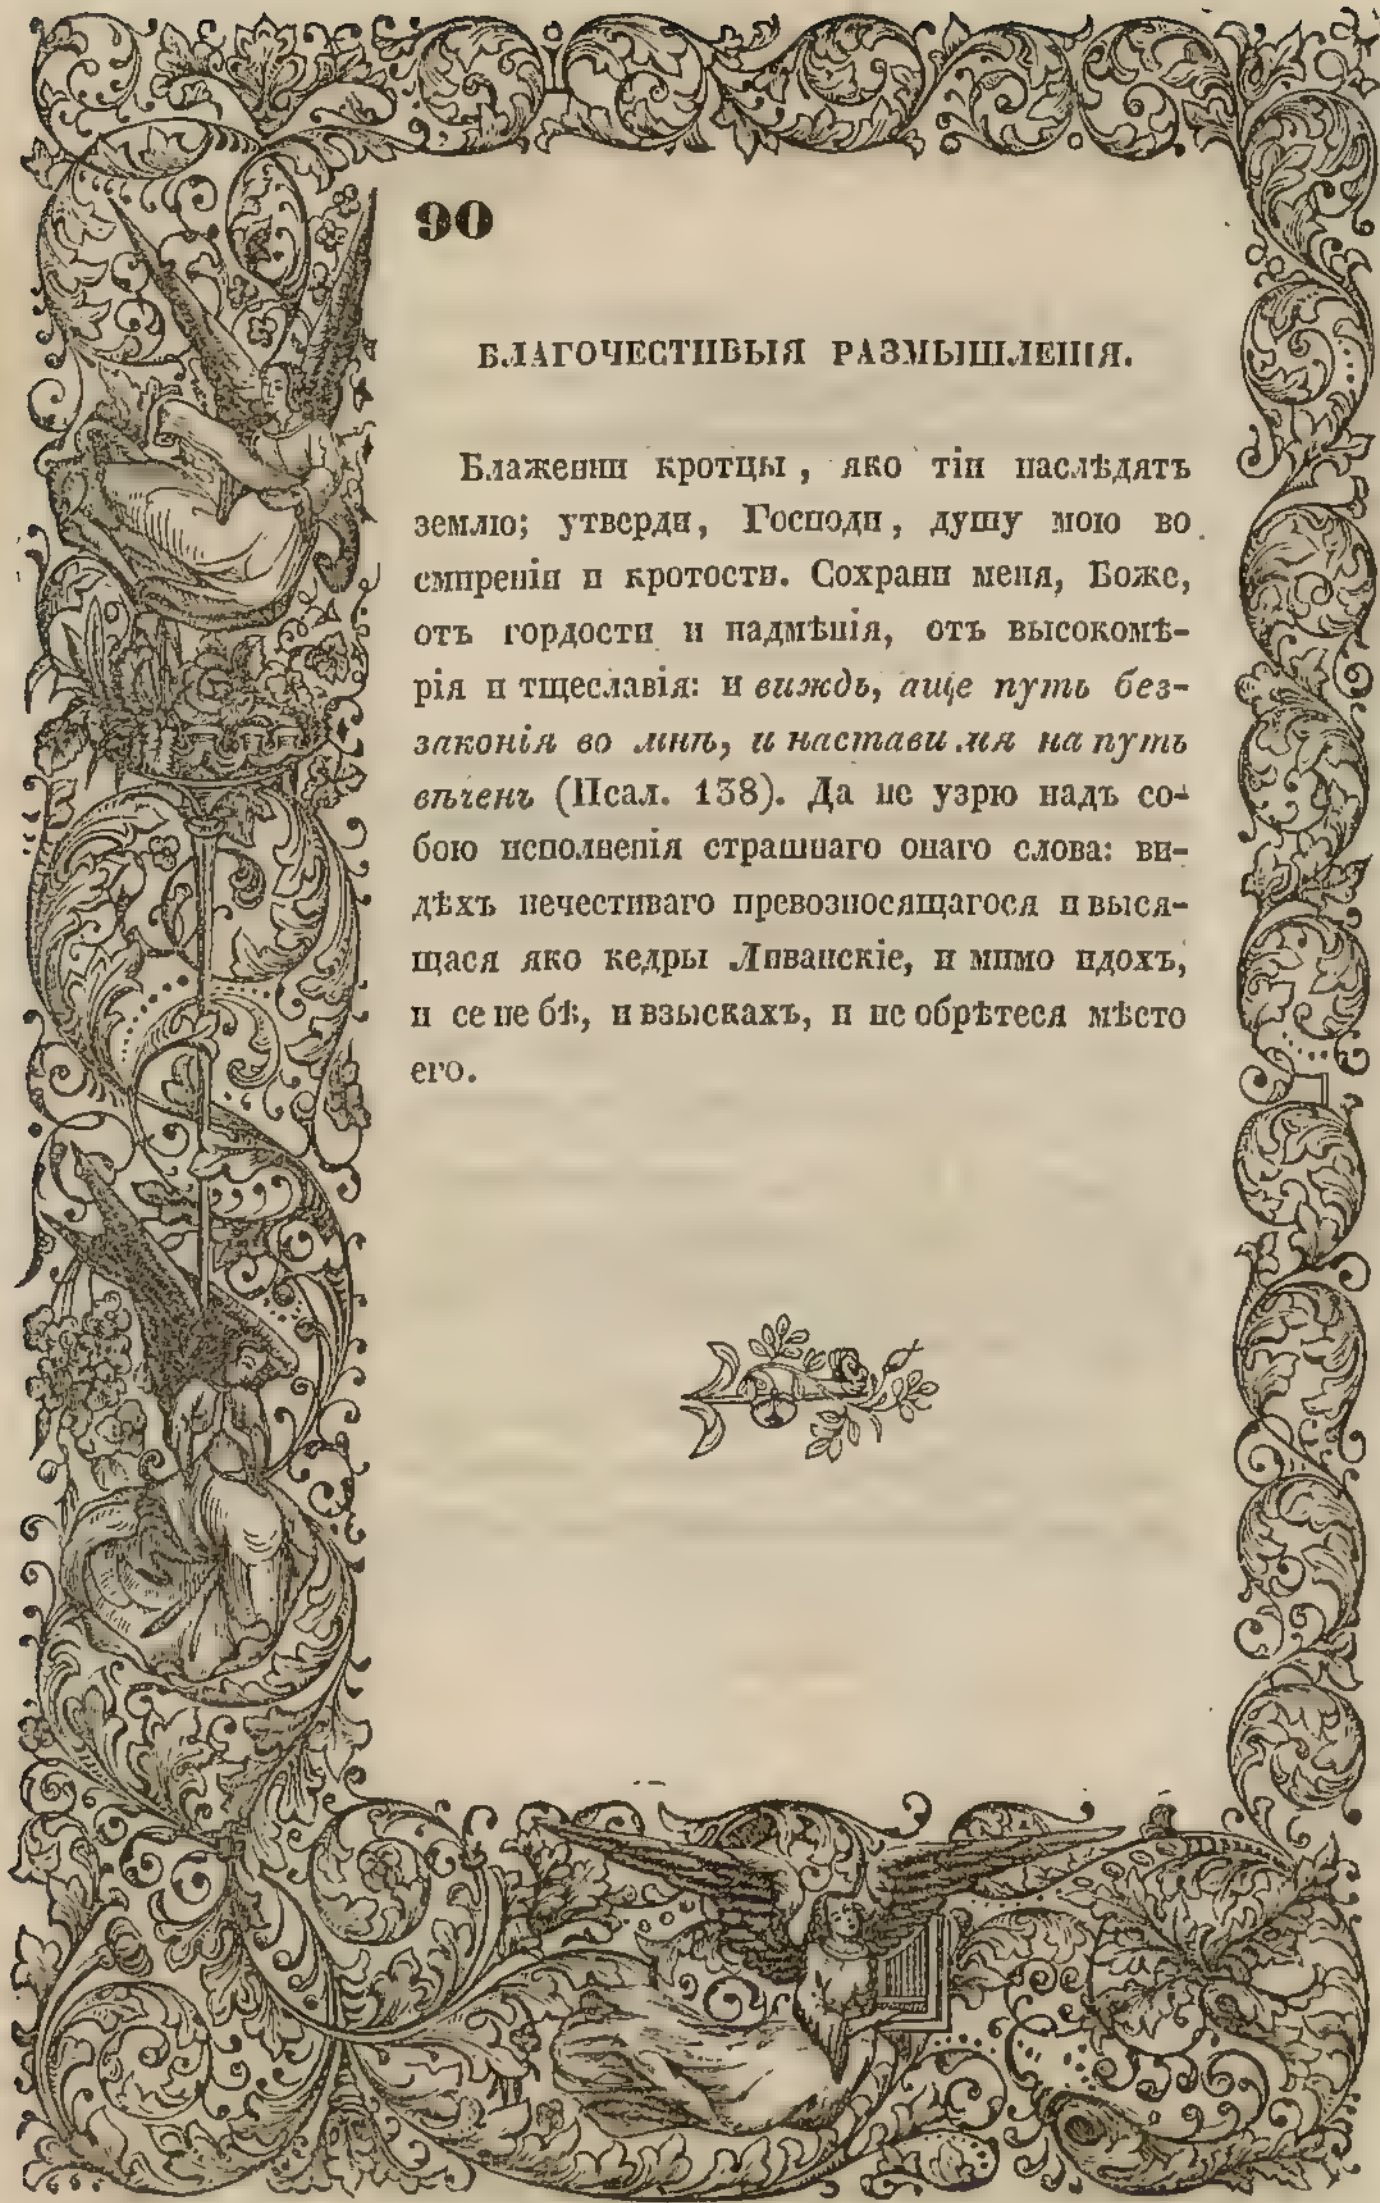 90
БЛАГОЧЕСТИВЫЯ РАЗМЫШЛЕНІЯ.
Блаженни кротцы, яко тіи наслѣдятъ
землю; утверди, Господи, душу мою во
смиреніи и кротости. Сохрани меня, Боже,
отъ гордости и надмѣнія, отъ высокомѣ-
рія и тщеславія: и виждь, аще путь без-
законія во мнѣ, и настави мя на путь
вѣченъ (Псал. 138). Да не узрю надъ со-
бою исполненія страшнаго онаго слова: ви-
дѣхъ нечестиваго превозносящагося и выся-
щася яко кедры Ливанскіе, и мимо идохъ,
и се не бѣ, и взыскахъ, и не обрѣтеся мѣсто
его.